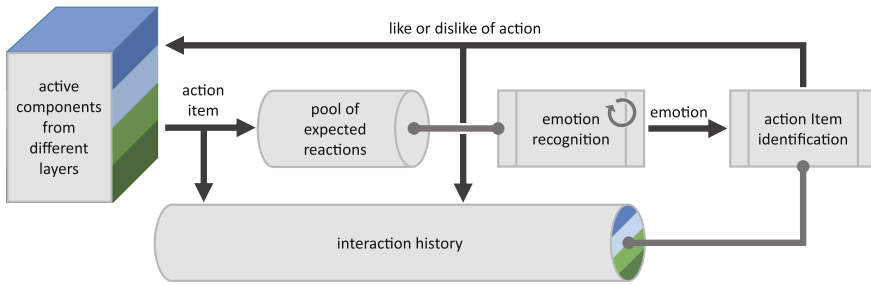 like or dislike of action
active
components
from
different
layers
action
item
pool of
expected
reactions
emotion
recognition
emotion
action Item
identification
interaction history